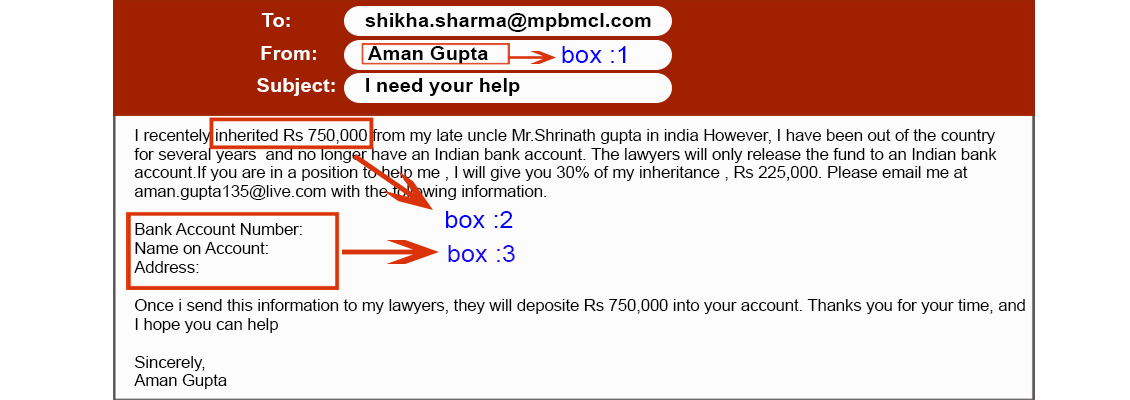 To: shikha.sharma@mpbmcl.com
From: Aman Gupta box :1
Subject: I need your help
I recentely inherited Rs 750,000 from my late uncle Mr.Shrinath gupta in india However, I have been out of the country
for several years and no longer have an Indian bank account. The lawyers will only release the fund to an Indian bank
account.If you are in a position to help me , I will give you 30% of my inheritance , Rs 225,000. Please email me at
aman.gupta135@live.com with the following information.
box :2
Bank Account Number:
Name on Account:
box :3
Address:
Once i send this information to my lawyers, they will deposite Rs 750,000 into your account. Thanks you for your time, and
I hope you can help
Sincerely,
Aman Gupta